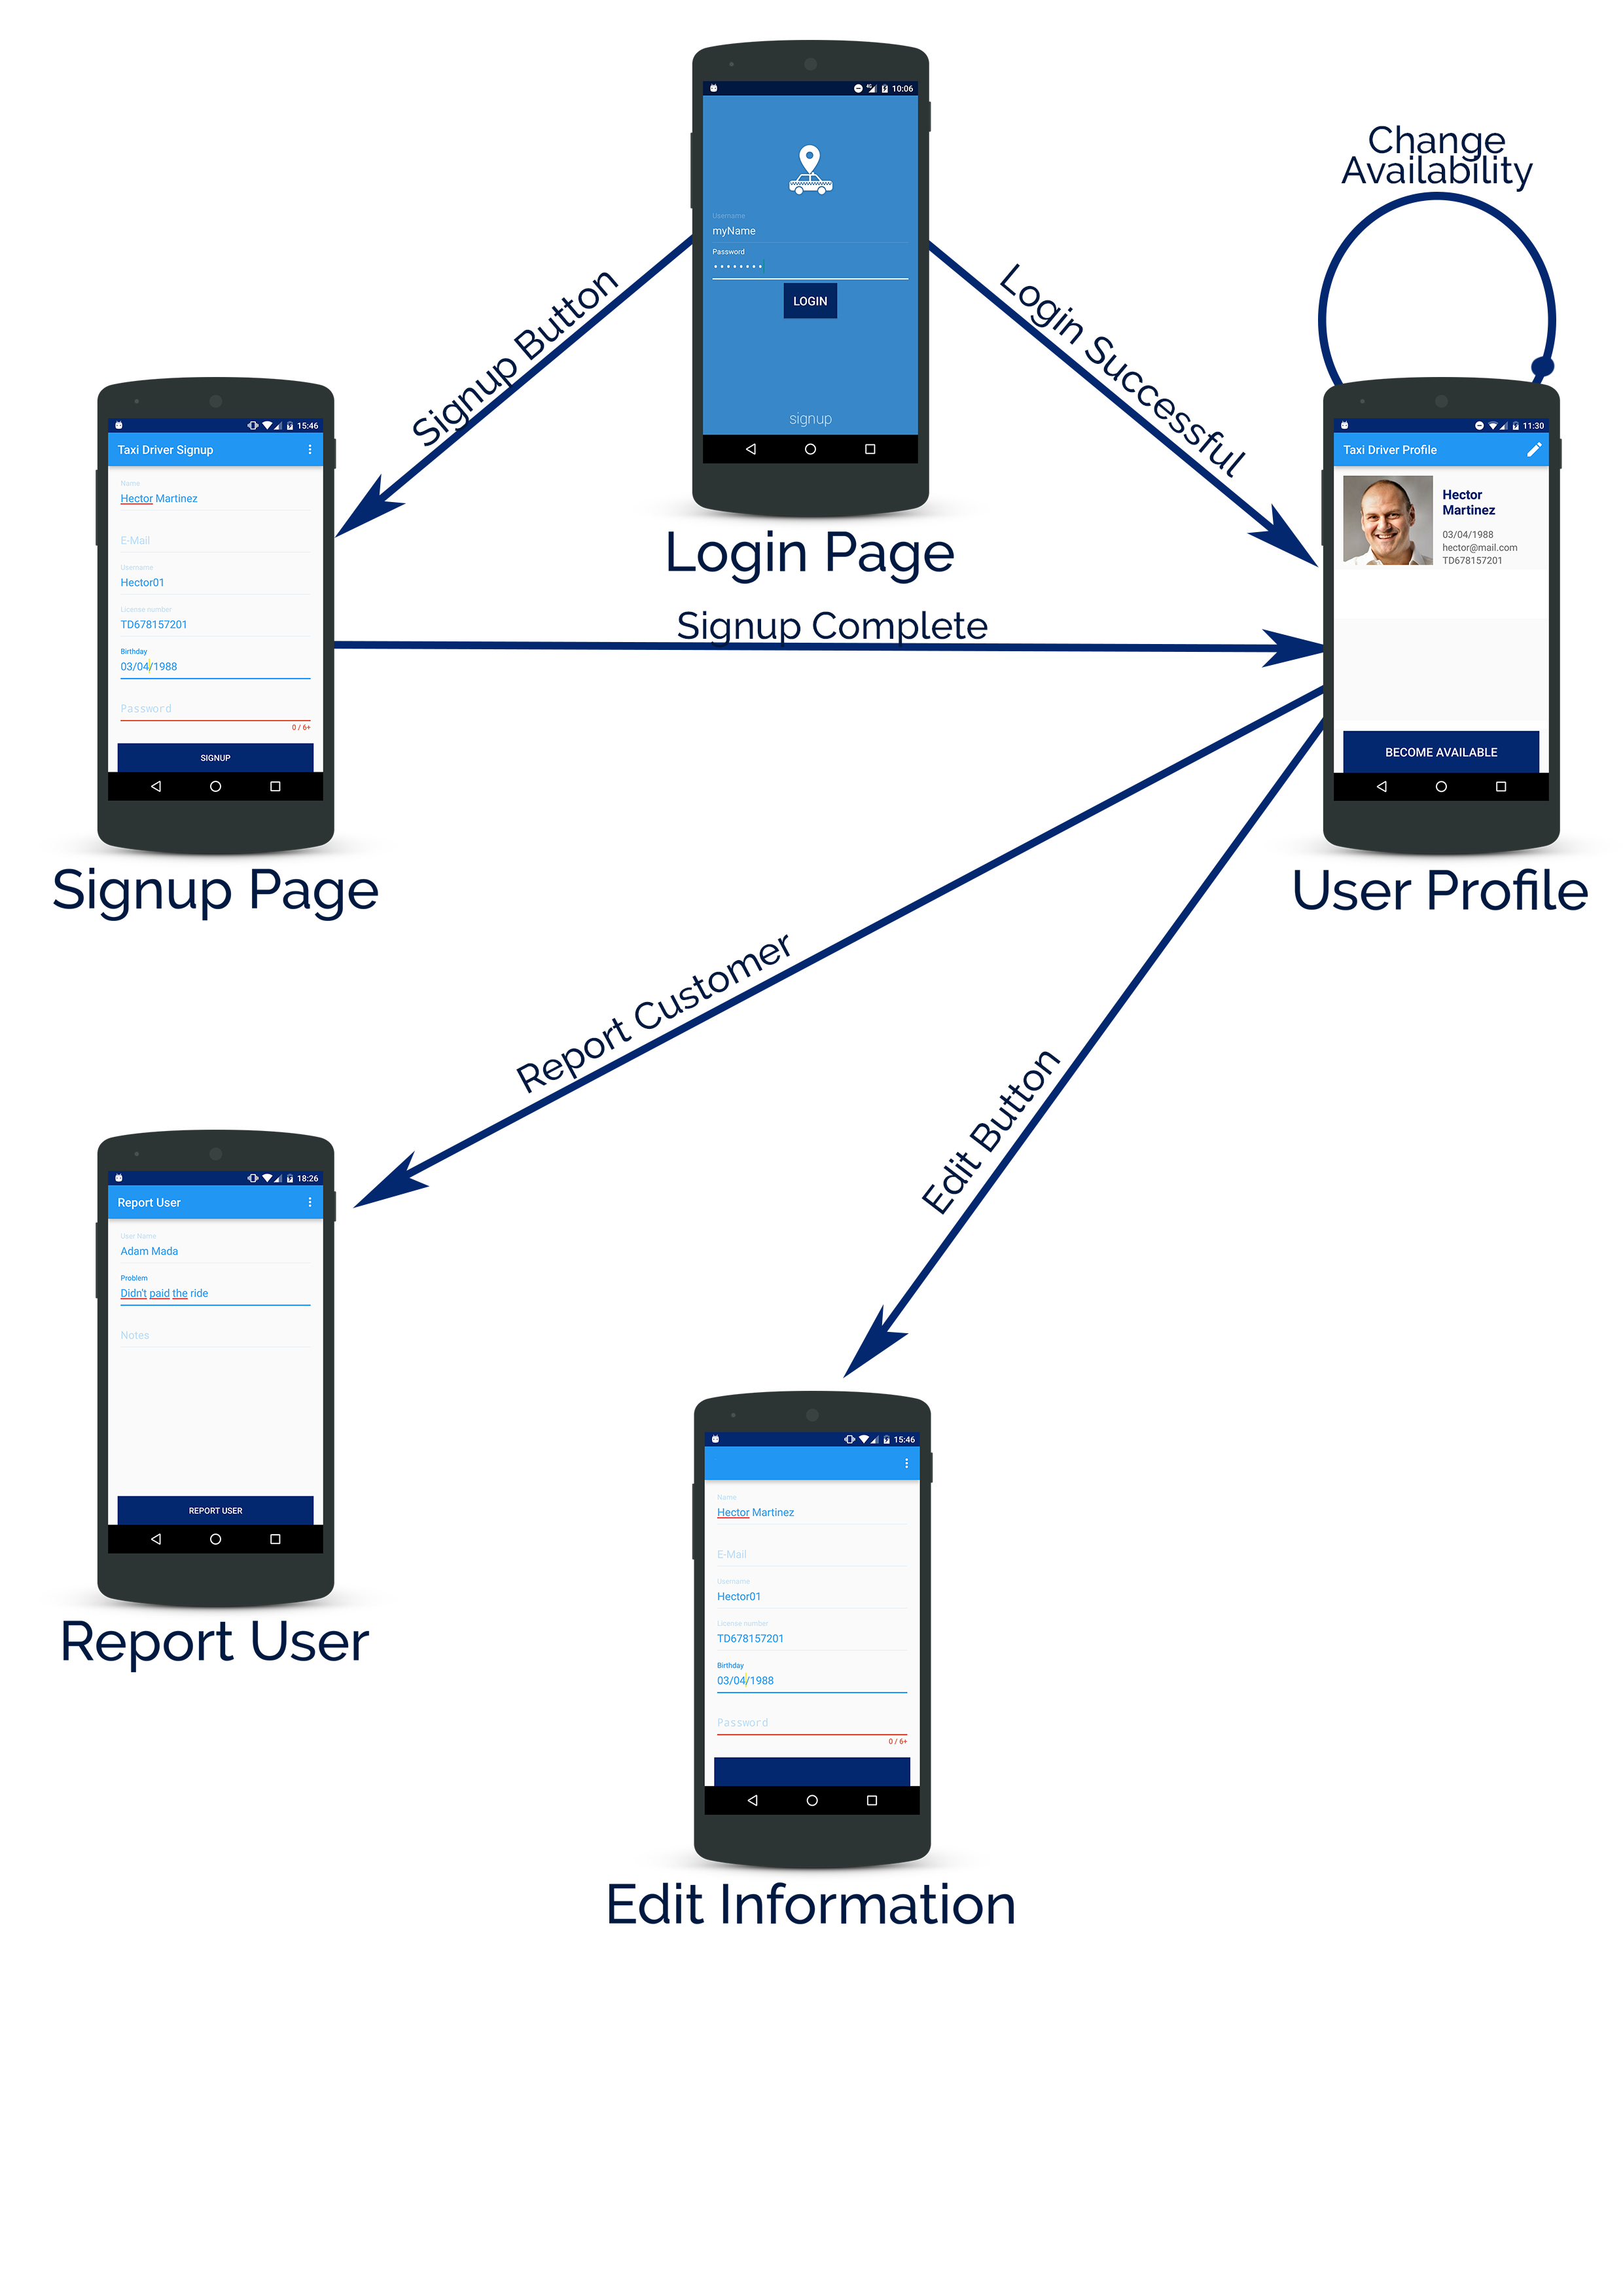 10:06
Username
myName
Password
LOGIN
signup
Login Page
Change
Availability
Signup Button
Login Successful
15:46
Taxi Driver Signup
Name
Hector Martinez
E-Mail
Username
Hector01
License number
TD678157201
Birthday
03/04/1988
Password
0 / 6+
SIGNUP
Signup Page
Signup Complete
11:30
Taxi Driver Profile
Hector
Martinez
03/04/1988
hector@mail.com
TD678157201
BECOME AVAILABLE
User Profile
Report Customer
Edit Button
18:26
Report User
User Name
Adam Mada
Problem
Didn't paid the ride
Notes
REPORT USER
Report User
15:46
Name
Hector Martinez
E-Mail
Username
Hector01
License number
TD678157201
Birthday
03/04/1988
Password
0 / 6+
Edit Information